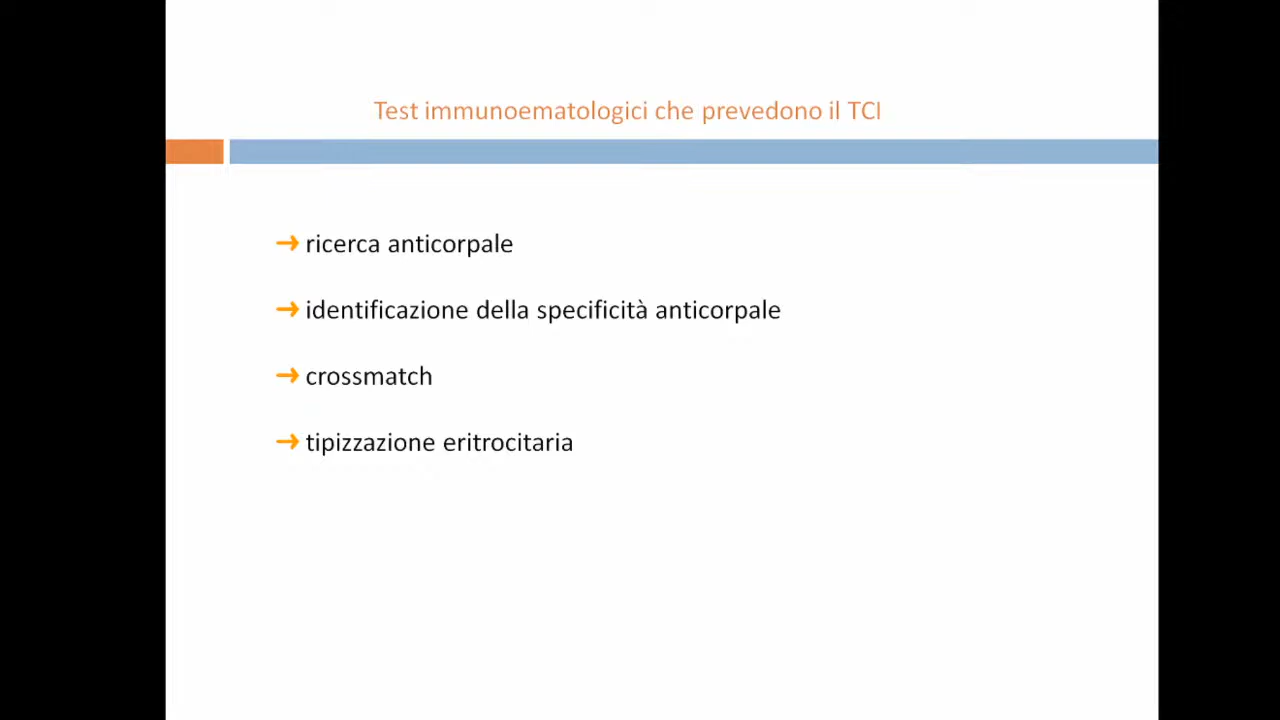 Test immunoematologici che prevedono il TCI
➔ ricerca anticorpale
➔ identificazione della specificità anticorpale
➔ crossmatch
➔ tipizzazione eritrocitaria